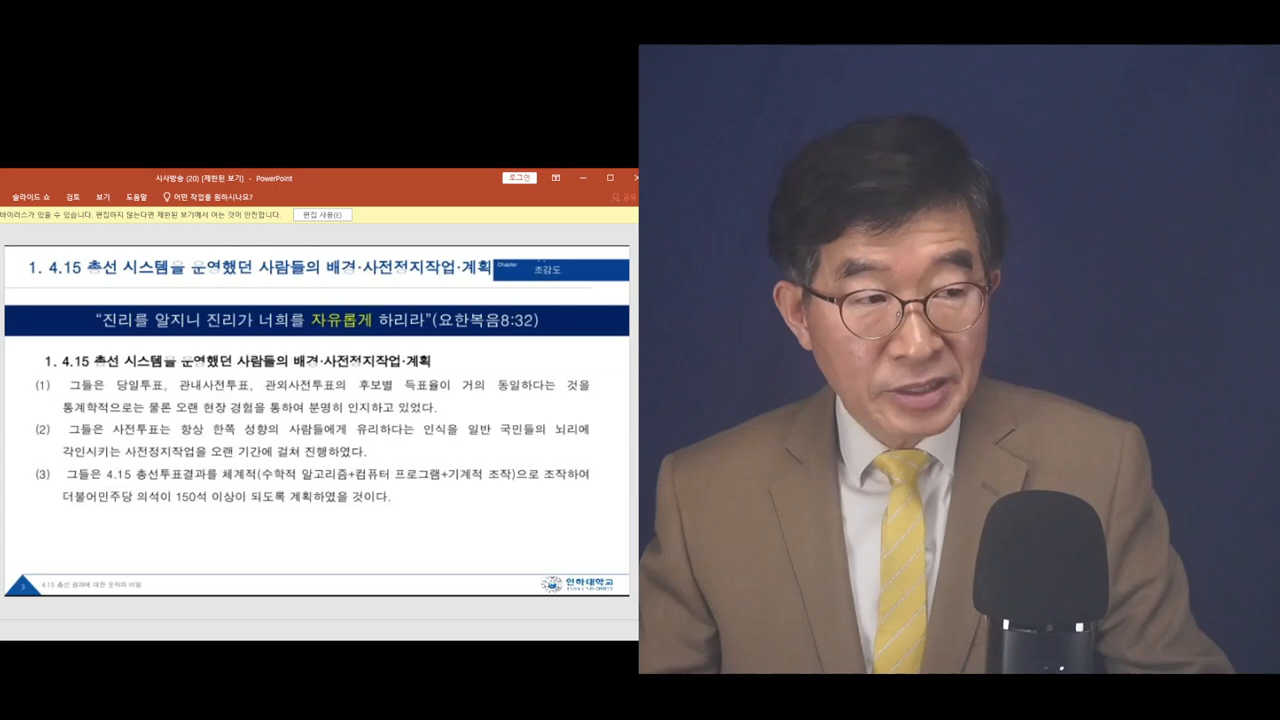 시사방송 (20) [제한된 보기] - PowerPoint
로그인
슬라이드 쇼 검토 보기 도움말 어떤 작업을 원하시나요? 공유
바이러스가 있을 수 있습니다. 편집하지 않는다면 제한된 보기에서 여는 것이 안전합니다. 편집 사용(E)
1. 4.15 총선 시스템을 운영했던 사람들의 배경·사전정지작업·계획
Chapter
조감도
“진리를 알지니 진리가 너희를 자유롭게 하리라”(요한복음8:32)
1. 4.15 총선 시스템을 운영했던 사람들의 배경·사전정지작업·계획
(1) 그들은 당일투표, 관내사전투표, 관외사전투표의 후보별 득표율이 거의 동일하다는 것을
통계학적으로는 물론 오랜 현장 경험을 통하여 분명히 인지하고 있었다.
(2) 그들은 사전투표는 항상 한쪽 성향의 사람들에게 유리하다는 인식을 일반 국민들의 뇌리에
각인시키는 사전정지작업을 오랜 기간에 걸쳐 진행하였다.
(3) 그들은 4.15 총선투표결과를 체계적(수학적 알고리즘+컴퓨터 프로그램+기계적 조작)으로 조작하여
더불어민주당 의석이 150석 이상이 되도록 계획하였을 것이다.
3
4.15 총선 결과에 대한 숫자의 비밀
인하대학교